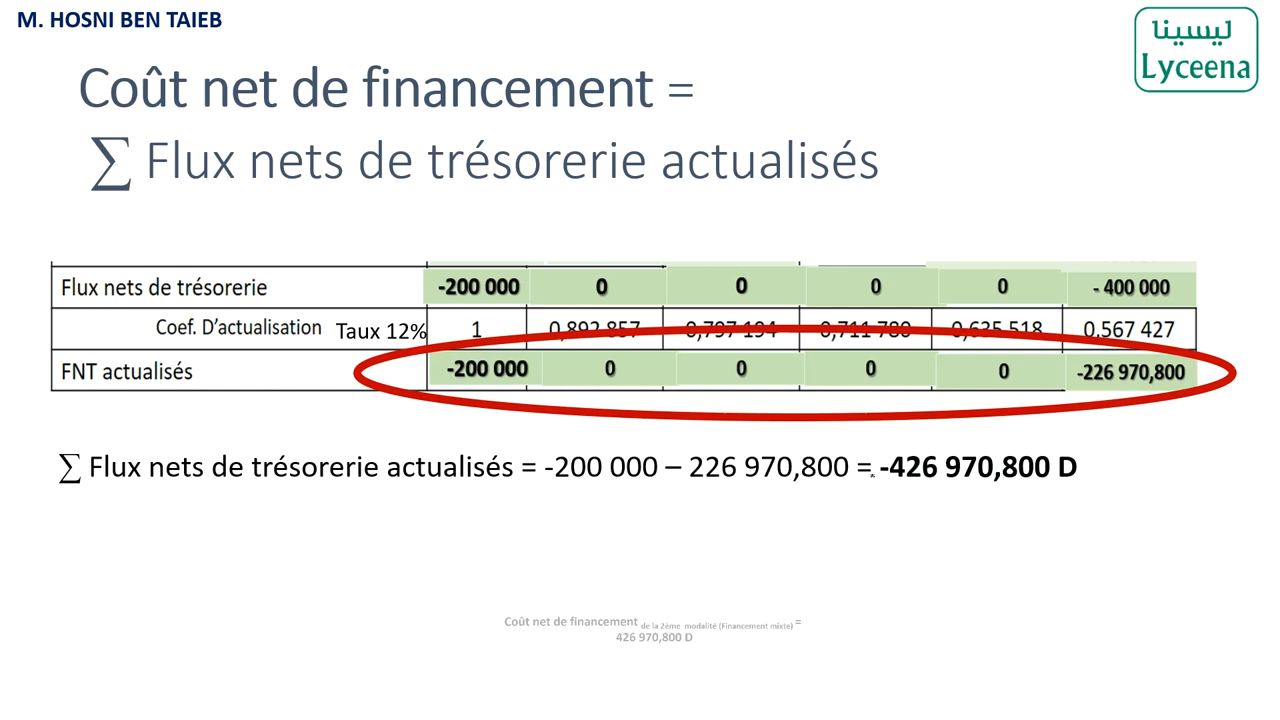 M. HOSNI BEN TAIEB
ليسينا
Lyceena
Coût net de financement =
∑ Flux nets de trésorerie actualisés
Flux nets de trésorerie -200 000 0 0 0 0 - 400 000
Coef. D’actualisation Taux 12% 1 0,892 857 0,797 194 0,711 780 0,635 518 0,567 427
FNT actualisés -200 000 0 0 0 0 -226 970,800
∑ Flux nets de trésorerie actualisés = -200 000 – 226 970,800 = -426 970,800 D
Coût net de financement de la 2ème modalité (Financement mixte) =
426 970,800 D